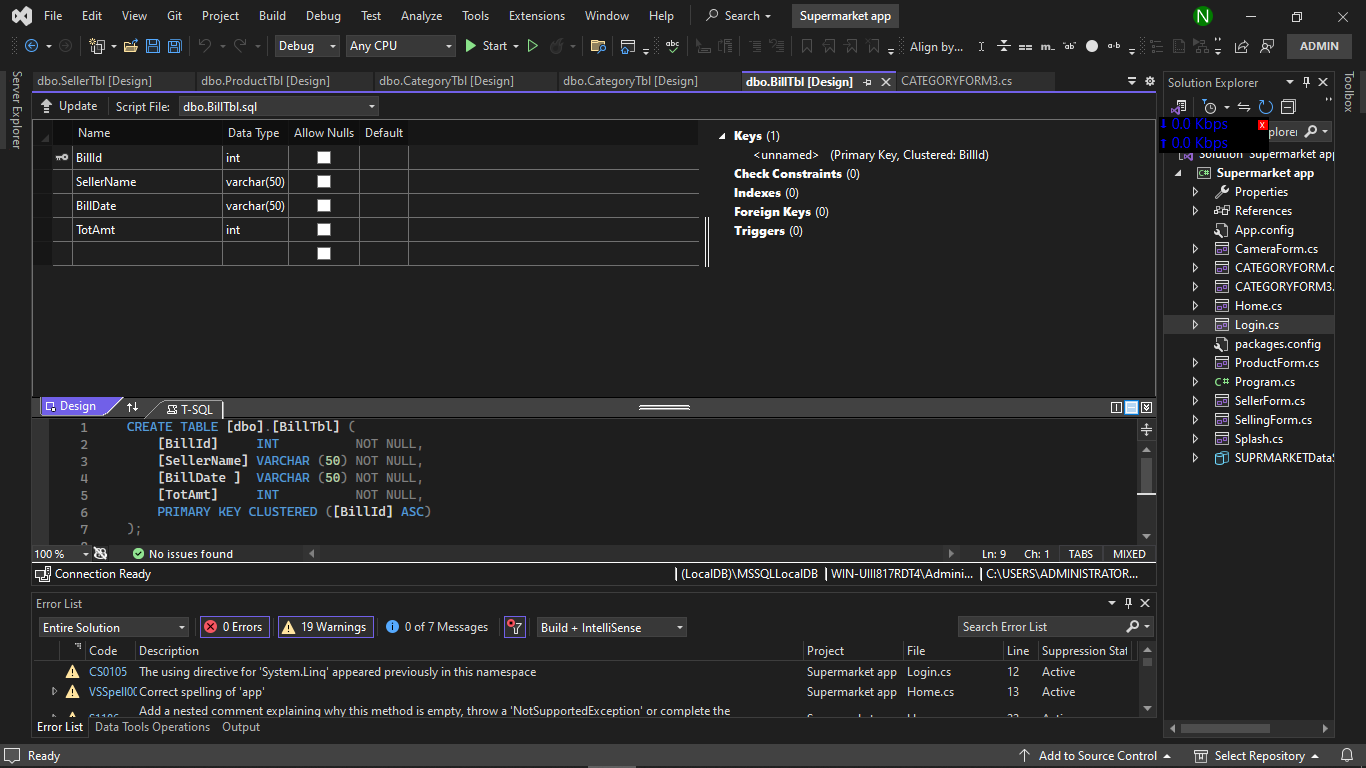 File Edit View Git Project Build Debug Test Analyze Tools Extensions Window Help Search Supermarket app N
Debug Any CPU Start Align by... ADMIN
Server Explorer
Toolbox
dbo.SellerTbl [Design] dbo.ProductTbl [Design] dbo.CategoryTbl [Design] dbo.CategoryTbl [Design] dbo.BillTbl [Design] CATEGORYFORM3.cs
Update Script File: dbo.BillTbl.sql
Name Data Type Allow Nulls Default
BillId int
SellerName varchar(50)
BillDate varchar(50)
TotAmt int
Keys (1)
<unnamed> (Primary Key, Clustered: BillId)
Check Constraints (0)
Indexes (0)
Foreign Keys (0)
Triggers (0)
Design T-SQL
1 CREATE TABLE [dbo].[BillTbl] (
2 [BillId] INT NOT NULL,
3 [SellerName] VARCHAR (50) NOT NULL,
4 [BillDate ] VARCHAR (50) NOT NULL,
5 [TotAmt] INT NOT NULL,
6 PRIMARY KEY CLUSTERED ([BillId] ASC)
7 );
100 % No issues found Ln: 9 Ch: 1 TABS MIXED
Connection Ready (LocalDB)\MSSQLLocalDB WIN-UIII817RDT4\Admini... C:\USERS\ADMINISTRATOR...
Error List
Entire Solution 0 Errors 19 Warnings 0 of 7 Messages Build + IntelliSense Search Error List
Code Description Project File Line Suppression Stat
CS0105 The using directive for 'System.Linq' appeared previously in this namespace Supermarket app Login.cs 12 Active
VSSpell00 Correct spelling of 'app' Supermarket app Home.cs 13 Active
Add a nested comment explaining why this method is empty, throw a 'NotSupportedException' or complete the
Error List Data Tools Operations Output
Solution Explorer
0.0 Kbps x
0.0 Kbps
plorer
Solution 'Supermarket app
Supermarket app
Properties
References
App.config
CameraForm.cs
CATEGORYFORM.c
CATEGORYFORM3.
Home.cs
Login.cs
packages.config
ProductForm.cs
C# Program.cs
SellerForm.cs
SellingForm.cs
Splash.cs
SUPRMARKETDataS
Ready Add to Source Control Select Repository